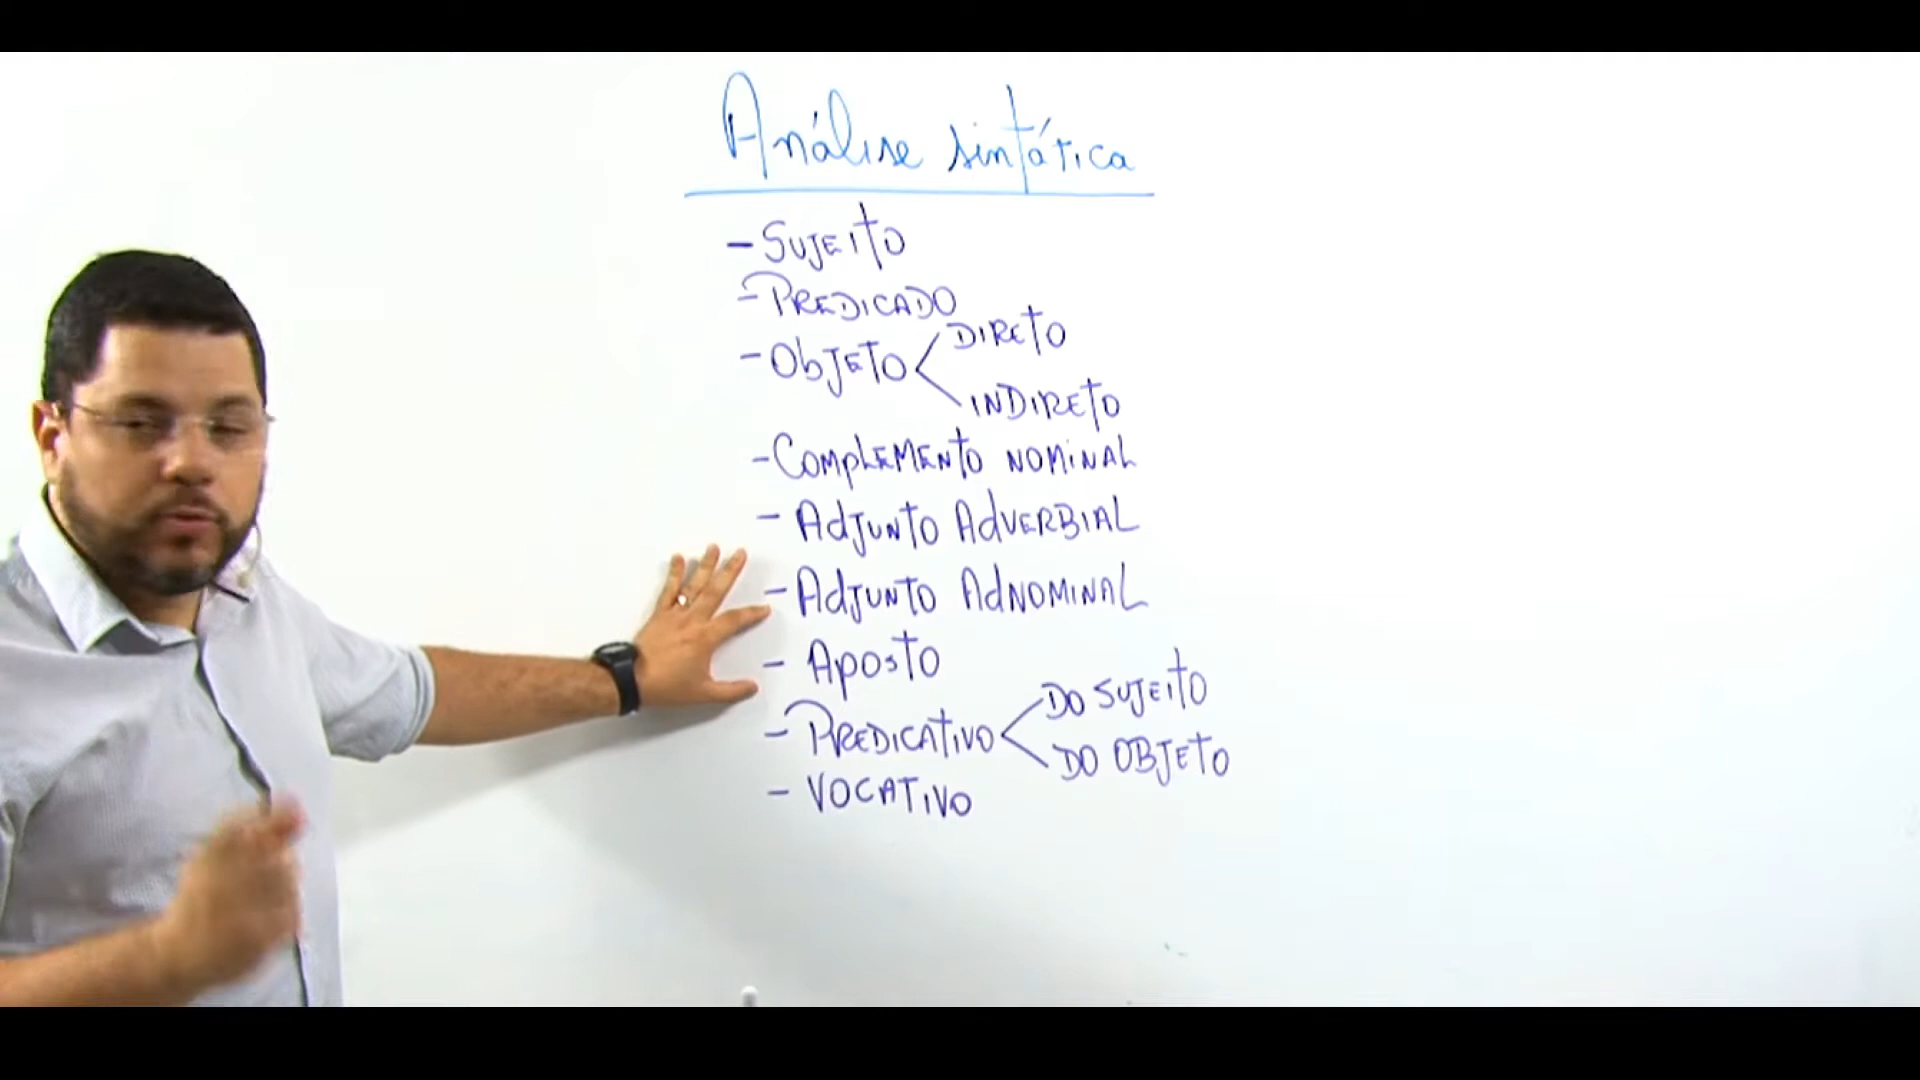 Análise sintática
- SUJEITO
- PREDICADO
- OBJETO < DIRETO
INDIRETO
- COMPLEMENTO NOMINAL
- ADJUNTO ADVERBIAL
- ADJUNTO ADNOMINAL
- APOSTO
- PREDICATIVO < DO SUJEITO
DO OBJETO
- VOCATIVO